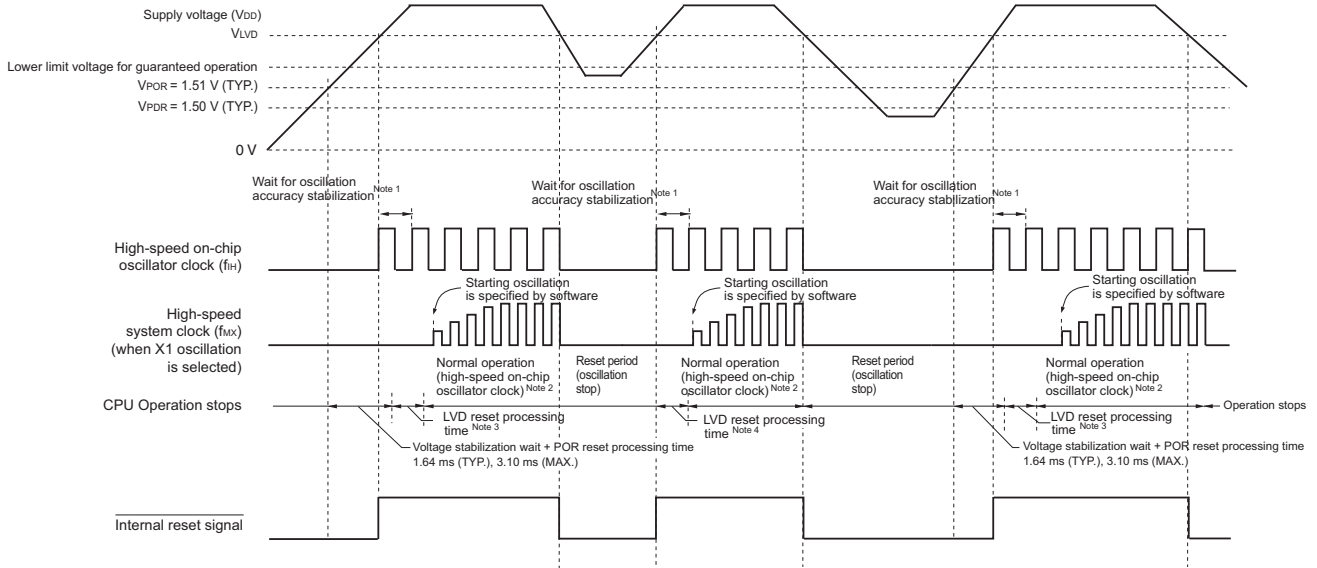 Supply voltage (VDD)
VLVD
Lower limit voltage for guaranteed operation
VPOR = 1.51 V (TYP.)
VPDR = 1.50 V (TYP.)
0 V
Wait for oscillation
accuracy stabilization Note 1
Wait for oscillation
accuracy stabilization Note 1
Wait for oscillation
accuracy stabilization Note 1
High-speed on-chip
oscillator clock (fIH)
Starting oscillation
is specified by software
Starting oscillation
is specified by software
Starting oscillation
is specified by software
High-speed
system clock (fMX)
(when X1 oscillation
is selected)
Normal operation
(high-speed on-chip
oscillator clock) Note 2
Reset period
(oscillation
stop)
Normal operation
(high-speed on-chip
oscillator clock) Note 2
Reset period
(oscillation
stop)
Normal operation
(high-speed on-chip
oscillator clock) Note 2
CPU Operation stops
Operation stops
LVD reset processing
time Note 3
LVD reset processing
time Note 4
LVD reset processing
time Note 3
Voltage stabilization wait + POR reset processing time
1.64 ms (TYP.), 3.10 ms (MAX.)
Voltage stabilization wait + POR reset processing time
1.64 ms (TYP.), 3.10 ms (MAX.)
Internal reset signal